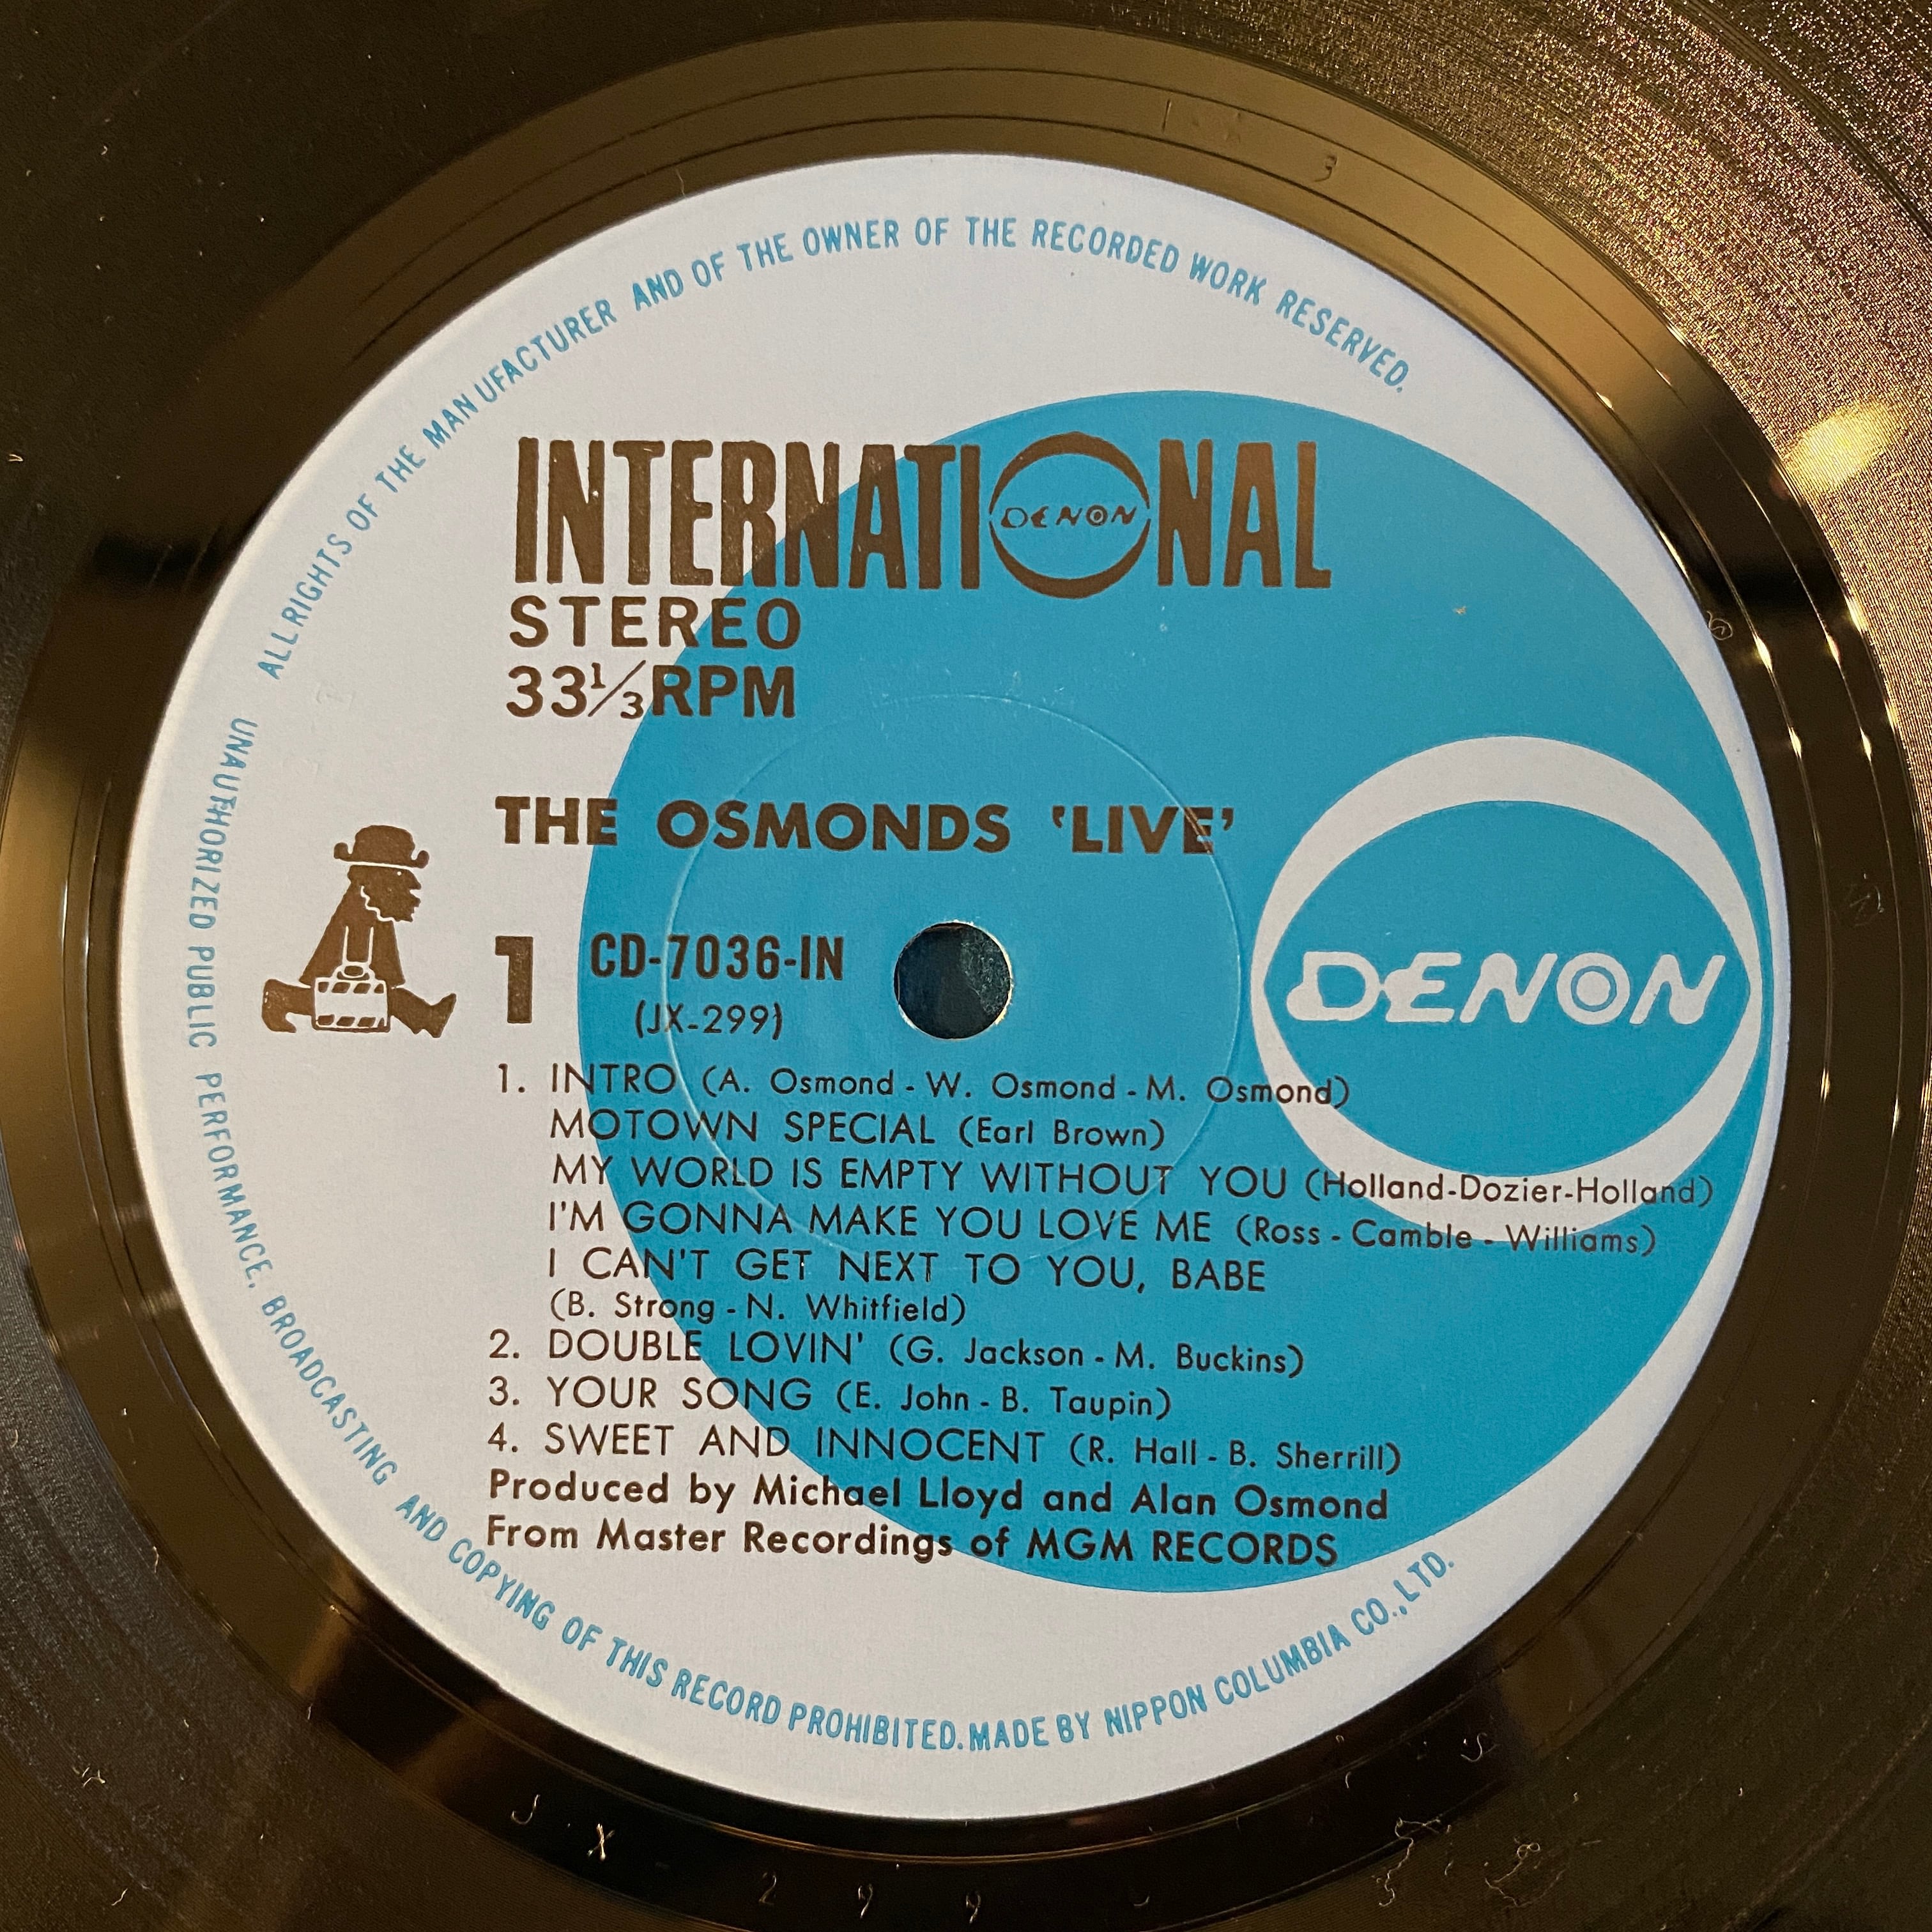 ALL RIGHTS OF THE MANUFACTURER AND OF THE OWNER OF THE RECORDED WORK RESERVED.
INTERNATIONAL
DENON
STEREO
33⅓RPM
THE OSMONDS 'LIVE'
DENON
1 CD-7036-IN
(JX-299)
1. INTRO (A. Osmond - W. Osmond - M. Osmond)
MOTOWN SPECIAL (Earl Brown)
MY WORLD IS EMPTY WITHOUT YOU (Holland-Dozier-Holland)
I'M GONNA MAKE YOU LOVE ME (Ross - Camble - Williams)
I CAN'T GET NEXT TO YOU, BABE
(B. Strong - N. Whitfield)
2. DOUBLE LOVIN' (G. Jackson - M. Buckins)
3. YOUR SONG (E. John - B. Taupin)
4. SWEET AND INNOCENT (R. Hall - B. Sherrill)
Produced by Michael Lloyd and Alan Osmond
From Master Recordings of MGM RECORDS
UNAUTHORIZED PUBLIC PERFORMANCE, BROADCASTING AND COPYING OF THIS RECORD PROHIBITED. MADE BY NIPPON COLUMBIA CO., LTD.
JX 299